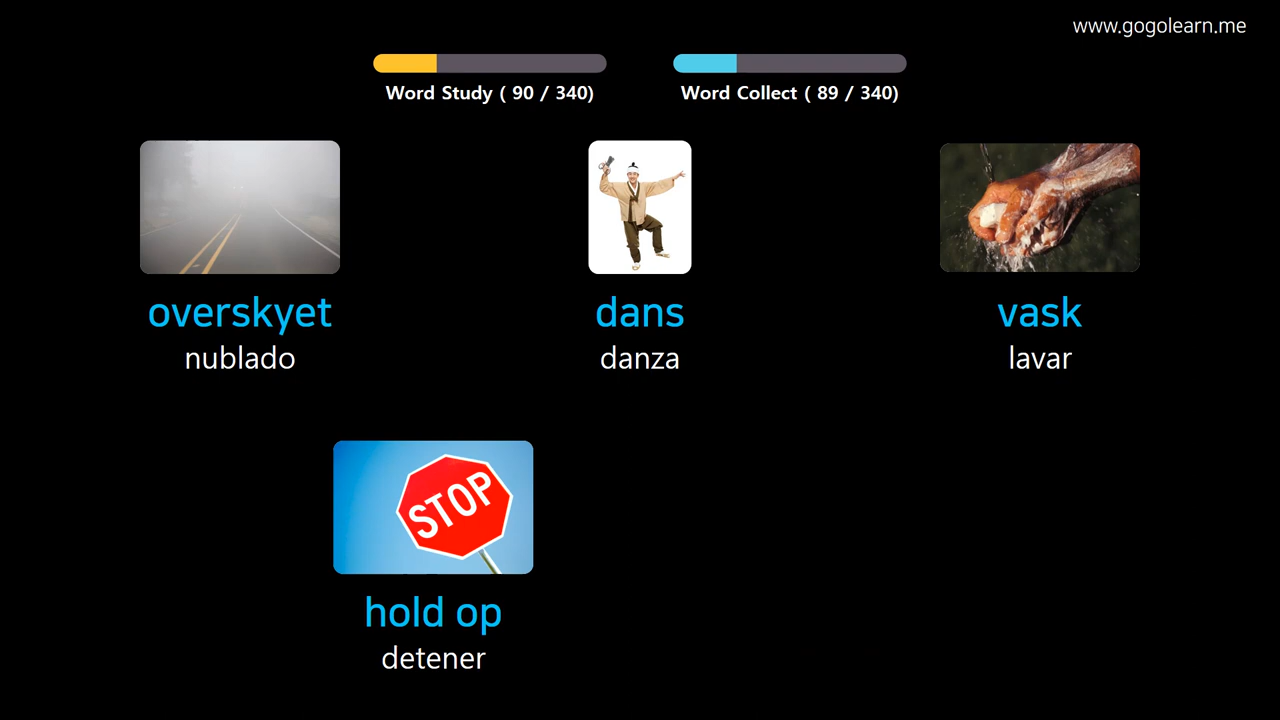 www.gogolearn.me
Word Study ( 90 / 340)
Word Collect ( 89 / 340)
overskyet
nublado
dans
danza
vask
lavar
STOP
hold op
detener